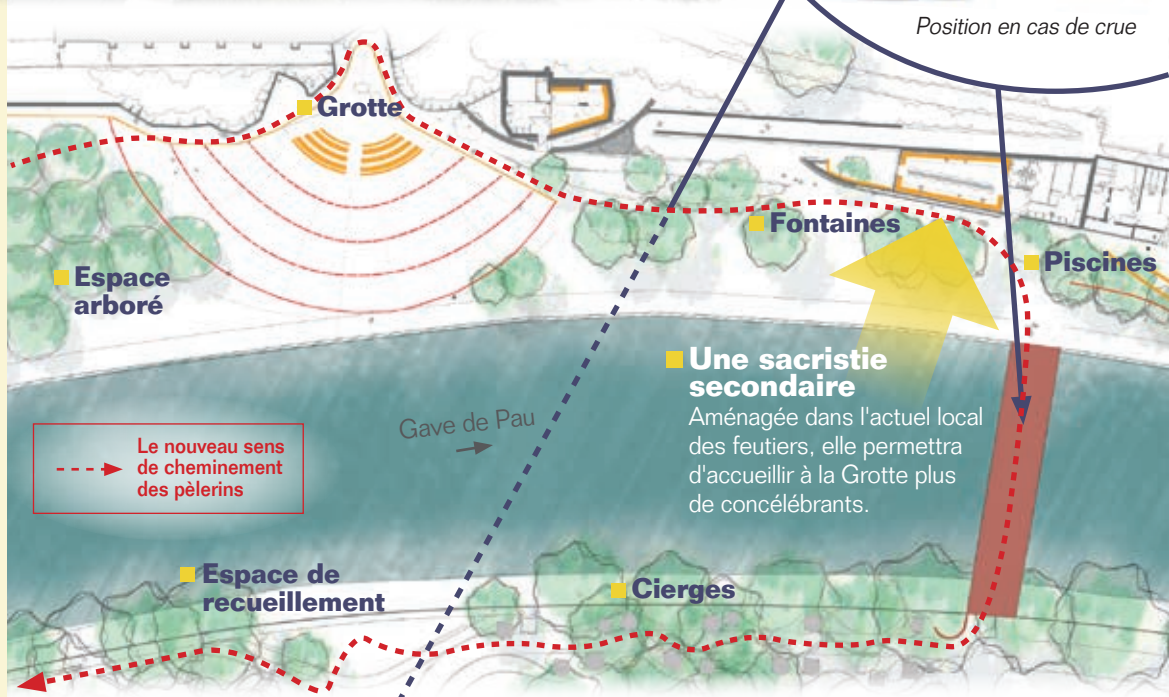 Position en cas de crue
Grotte
Fontaines
Piscines
Espace
arboré
Une sacristie
secondaire
Aménagée dans l'actuel local
des feutiers, elle permettra
d'accueillir à la Grotte plus
de concélébrants.
Gave de Pau
Le nouveau sens
de cheminement
des pèlerins
Espace de
recueillement
Cierges